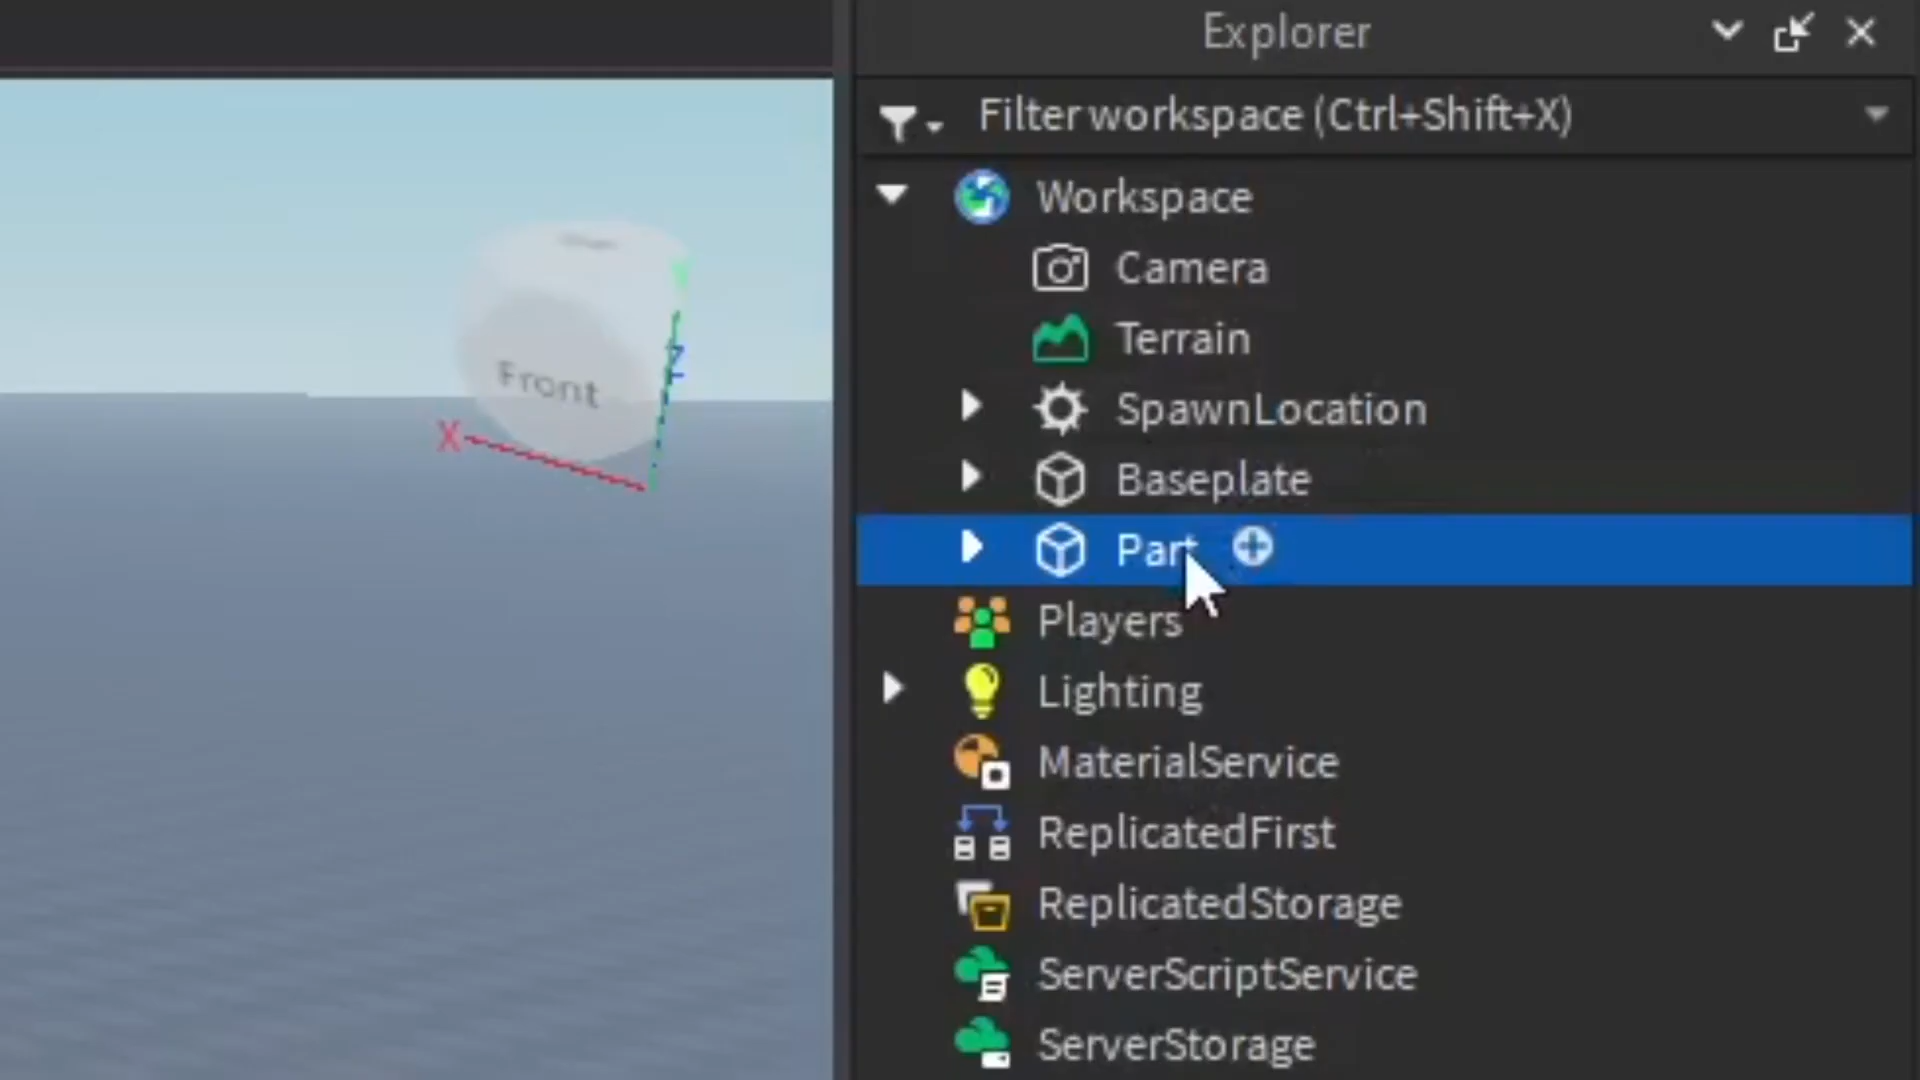 Explorer
Filter workspace (Ctrl+Shift+X)
Workspace
Camera
Terrain
SpawnLocation
Baseplate
Part
Players
Lighting
MaterialService
ReplicatedFirst
ReplicatedStorage
ServerScriptService
ServerStorage
Front
Z
X